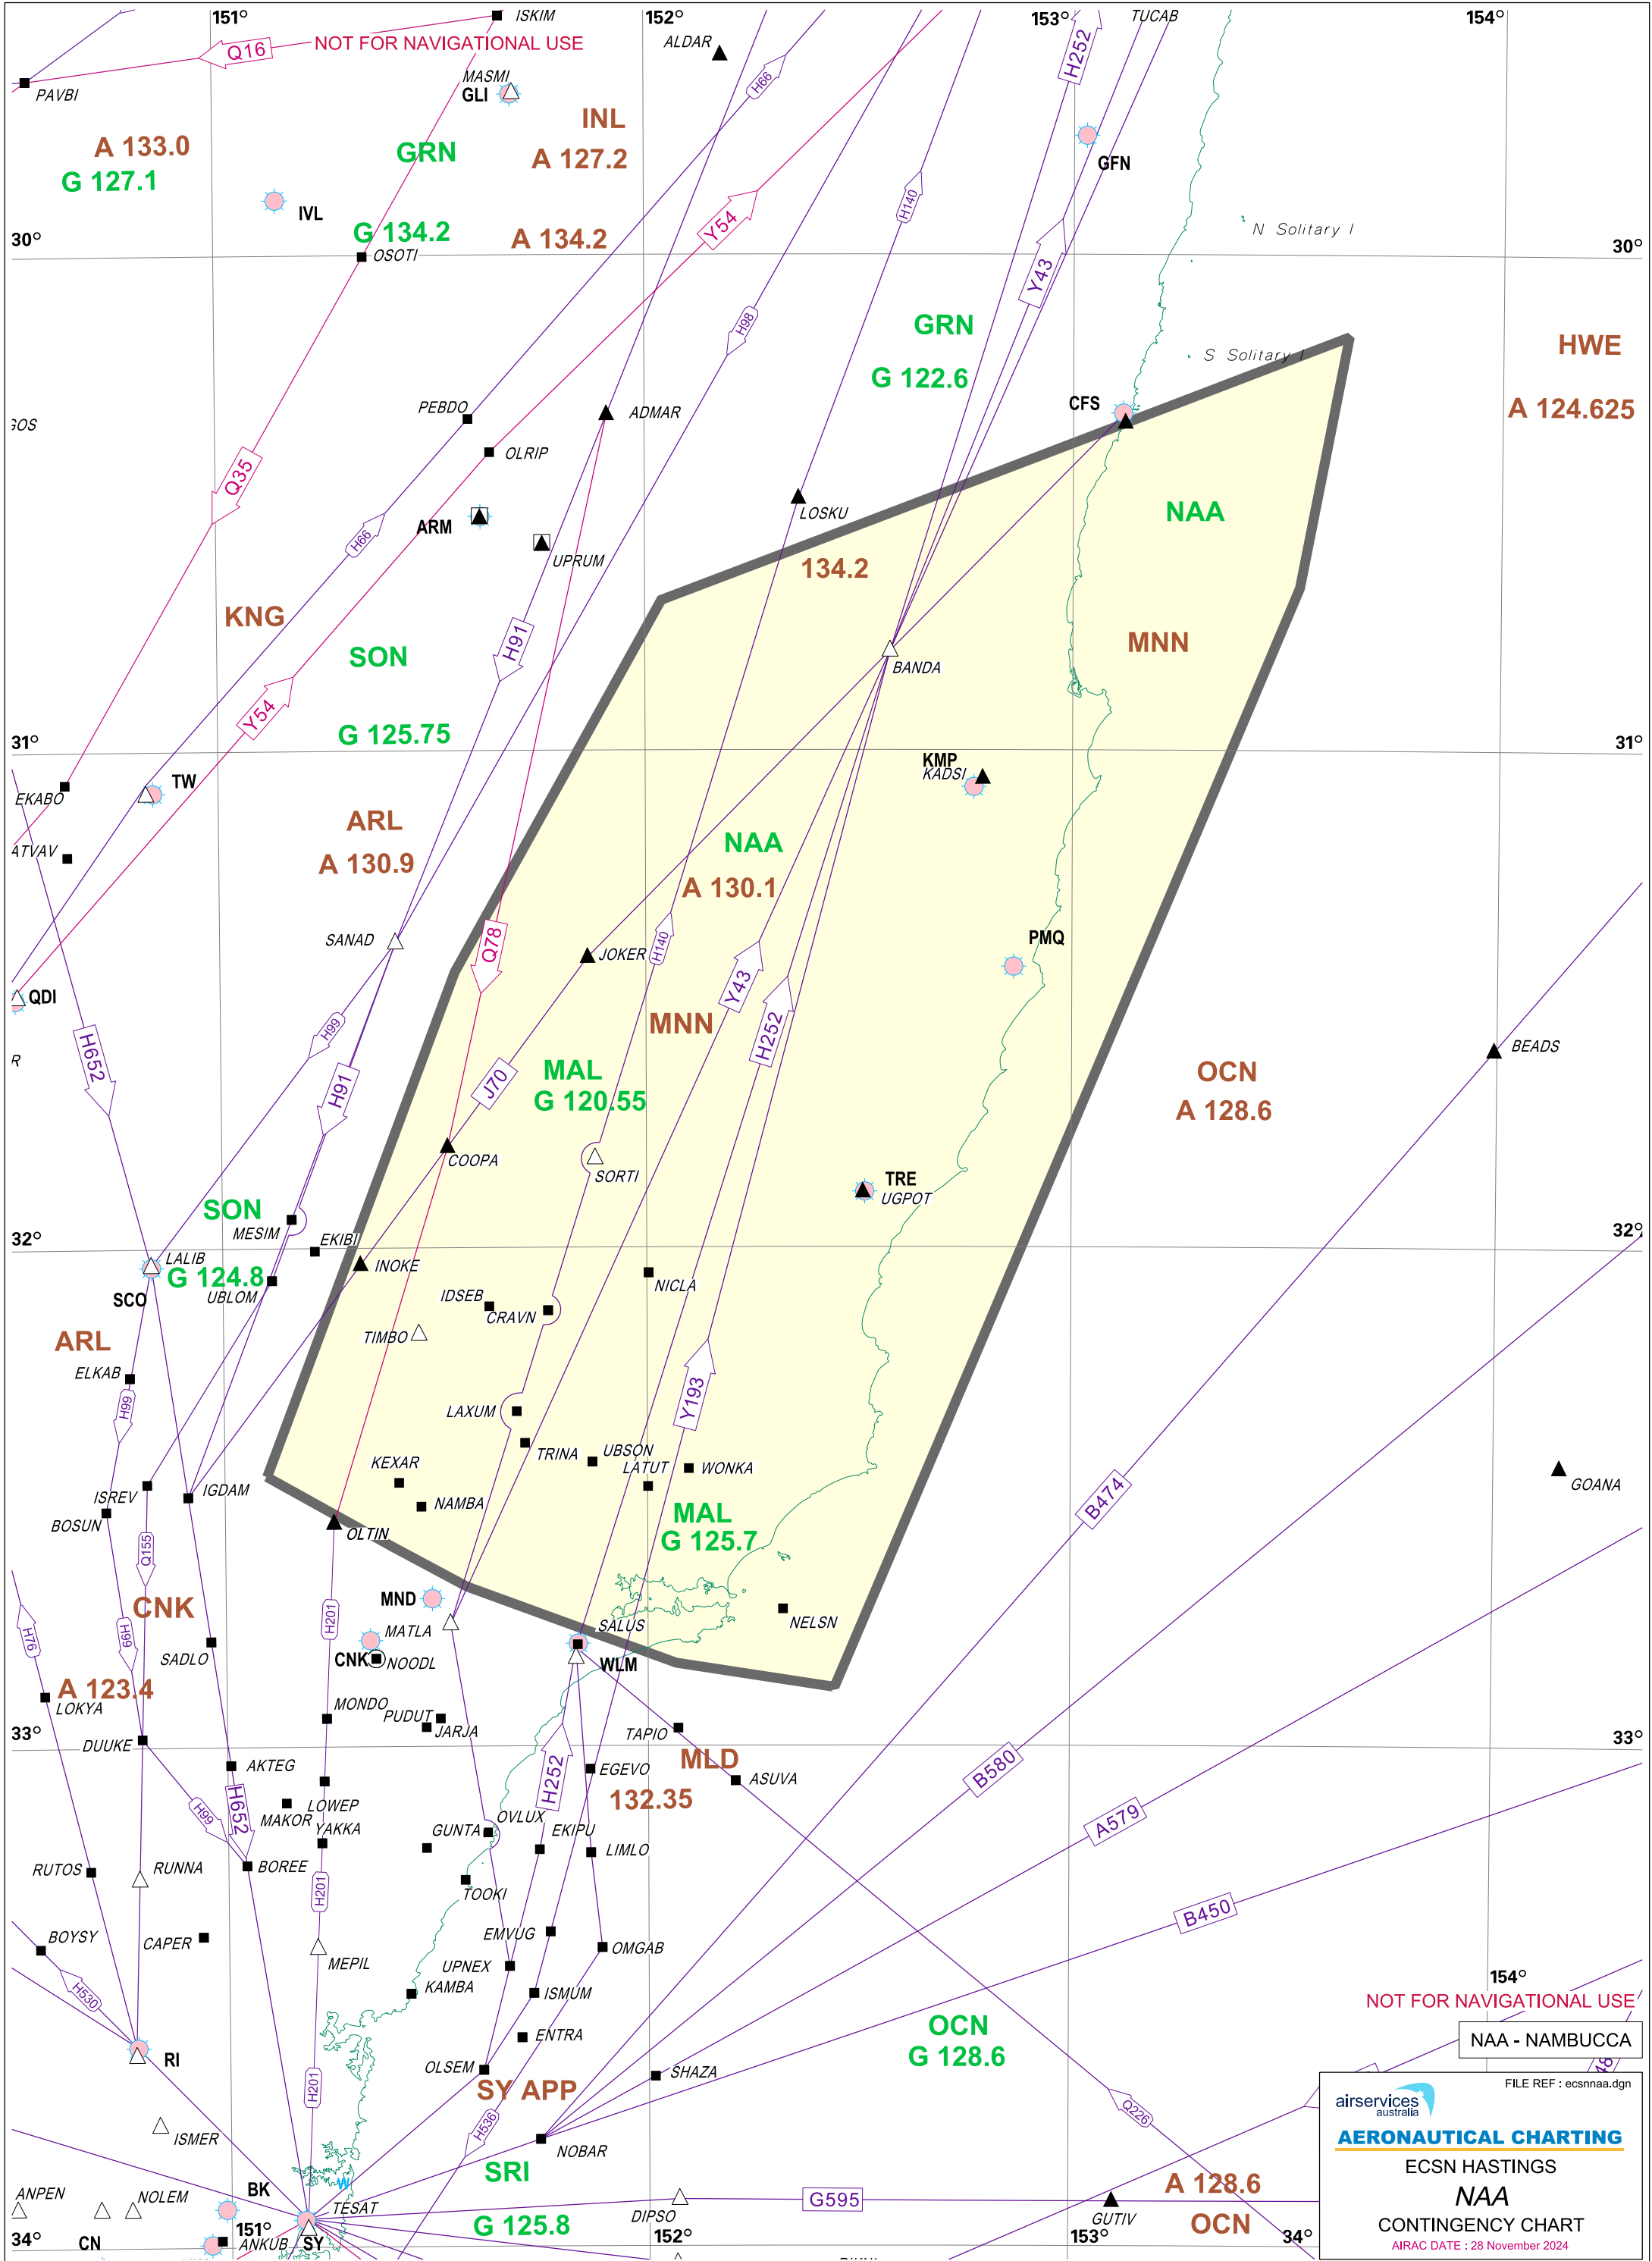 151°
ISKIM
152°
153°
TUCAB
154°
Q16
NOT FOR NAVIGATIONAL USE
ALDAR
H252
PAVBI
MASMI
GLI
H66
INL
GFN
A 133.0
GRN
A 127.2
G 127.1
H140
IVL
N Solitary I
30°
G 134.2
A 134.2
Y54
30°
OSOTI
Y43
H98
GRN
HWE
S Solitary I
G 122.6
PEBDO
ADMAR
CFS
A 124.625
OLRIP
Q35
LOSKU
NAA
ARM
H66
UPRUM
134.2
KNG
H91
SON
MNN
BANDA
Y54
G 125.75
31°
31°
KMP
KADSI
TW
EKABO
ARL
ATVAV
A 130.9
NAA
A 130.1
SANAD
Q78
JOKER
H140
PMQ
QDI
Y43
H99
MNN
H252
H652
BEADS
R
MAL
J70
OCN
H91
G 120.55
A 128.6
COOPA
SORTI
TRE
UGPOT
SON
MESIM
32°
EKIBI
32°
LALIB
INOKE
G 124.8
NICLA
SCO
UBLOM
IDSEB
CRAVN
TIMBO
ARL
ELKAB
Y193
H99
LAXUM
TRINA
UBSON
KEXAR
LATUT
WONKA
GOANA
ISREV
IGDAM
NAMBA
B474
BOSUN
MAL
OLTIN
G 125.7
Q155
MND
CNK
H201
NELSN
H76
SALUS
MATLA
H99
SADLO
CNK
NOODL
WLM
A 123.4
LOKYA
MONDO
PUDUT
JARJA
TAPIO
33°
DUUKE
33°
MLD
B580
AKTEG
EGEVO
ASUVA
H252
132.35
MAKOR
LOWEP
H99
H652
OVLUX
A579
YAKKA
GUNTA
EKIPU
RUTOS
RUNNA
BOREE
LIMLO
H201
TOOKI
B450
BOYSY
CAPER
EMVUG
OMGAB
MEPIL
UPNEX
154°
H530
KAMBA
ISMUM
NOT FOR NAVIGATIONAL USE
OCN
ENTRA
NAA - NAMBUCCA
RI
G 128.6
OLSEM
SHAZA
H201
SY APP
FILE REF : ecsnnaa.dgn
airservices
australia
Q226
ISMER
H536
NOBAR
AERONAUTICAL CHARTING
SRI
ECSN HASTINGS
W
A 128.6
BK
NAA
ANPEN
NOLEM
TESAT
G595
DIPSO
GUTIV
G 125.8
OCN
CONTINGENCY CHART
34°
CN
151°
ANKUB
SY
152°
153°
34°
AIRAC DATE : 28 November 2024